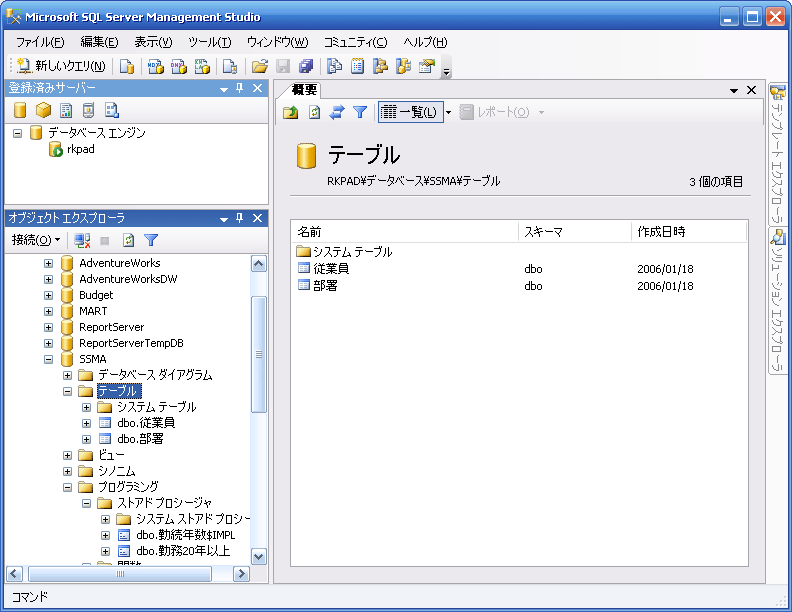 Microsoft SQL Server Management Studio
ファイル(F) 編集(E) 表示(V) ツール(T) ウィンドウ(W) コミュニティ(C) ヘルプ(H)
新しいクエリ(N)
登録済みサーバー
データベース エンジン
rkpad
オブジェクト エクスプローラ
接続(O)
AdventureWorks
AdventureWorksDW
Budget
MART
ReportServer
ReportServerTempDB
SSMA
データベース ダイアグラム
テーブル
システム テーブル
dbo.従業員
dbo.部署
ビュー
シノニム
プログラミング
ストアド プロシージャ
システム ストアド プロシー
dbo.勤続年数$IMPL
dbo.勤務20年以上
関数
概要
一覧(L) レポート(O)
テーブル
RKPAD¥データベース¥SSMA¥テーブル 3 個の項目
名前 スキーマ 作成日時
システム テーブル
従業員 dbo 2006/01/18
部署 dbo 2006/01/18
テンプレート エクスプローラ
ソリューション エクスプローラ
コマンド